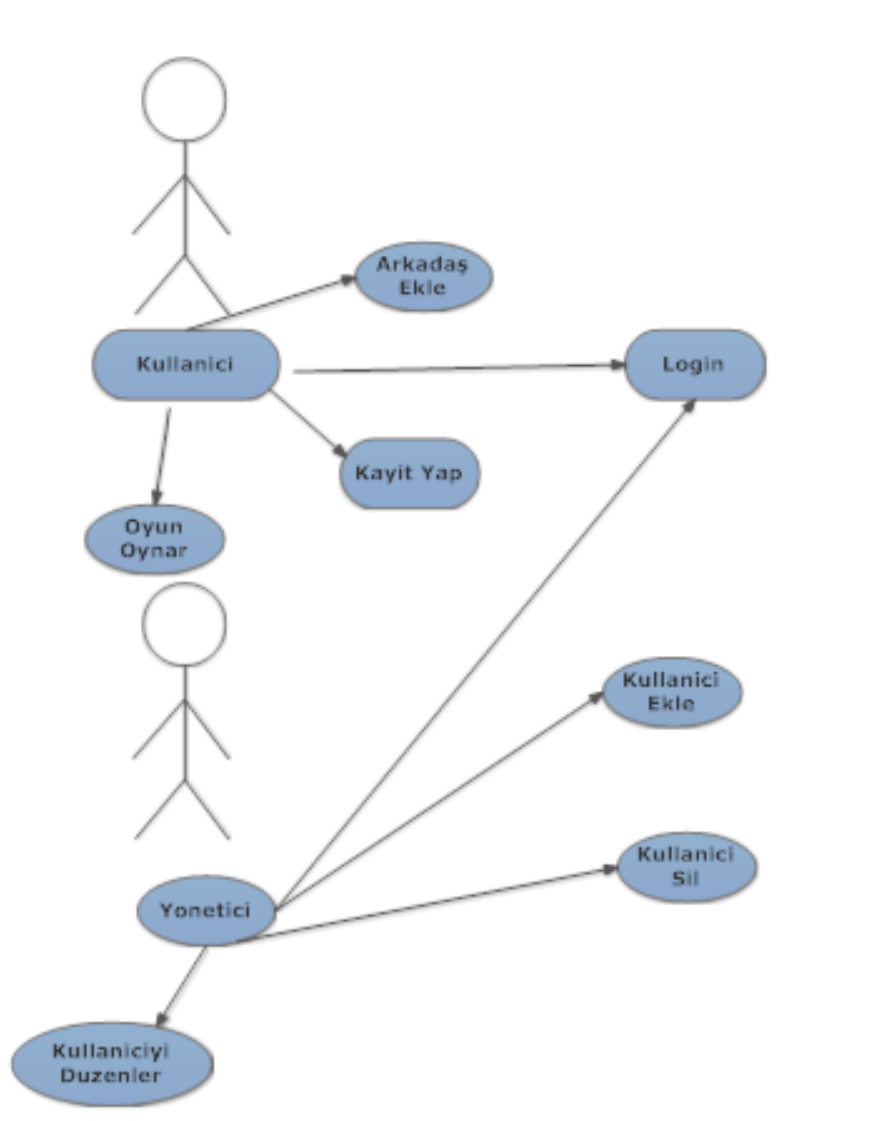 Arkadaş
Ekle
Kullanici
Login
Kayit Yap
Oyun
Oynar
Kullanici
Ekle
Kullanici
Sil
Yonetici
Kullaniciyi
Duzenler